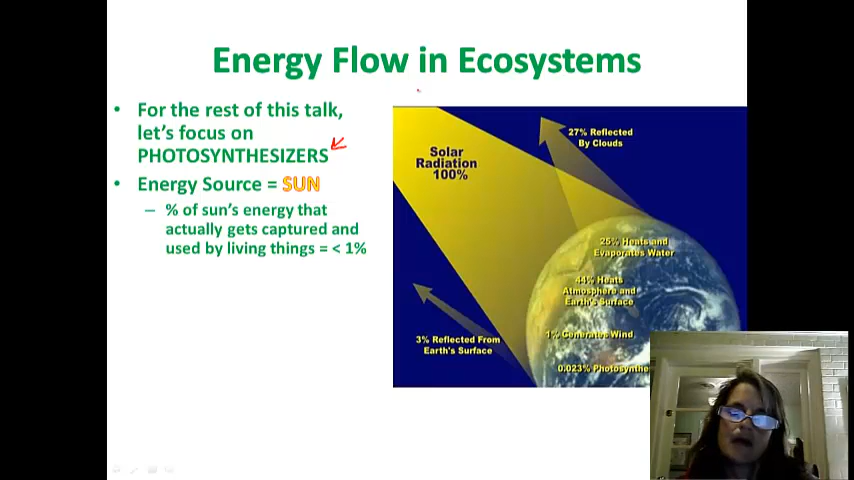 Energy Flow in Ecosystems
• For the rest of this talk,
let's focus on
PHOTOSYNTHESIZERS
• Energy Source = SUN
– % of sun's energy that
actually gets captured and
used by living things = < 1%
27% Reflected
By Clouds
Solar
Radiation
100%
25% Heats and
Evaporates Water
44% Heats
Atmosphere and
Earth's Surface
1% Generates Wind
3% Reflected From
Earth's Surface
0.023% Photosynthe